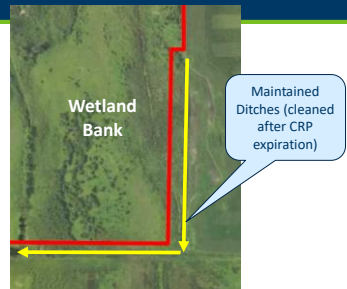 Wetland
Bank
Maintained
Ditches (cleaned
after CRP
expiration)